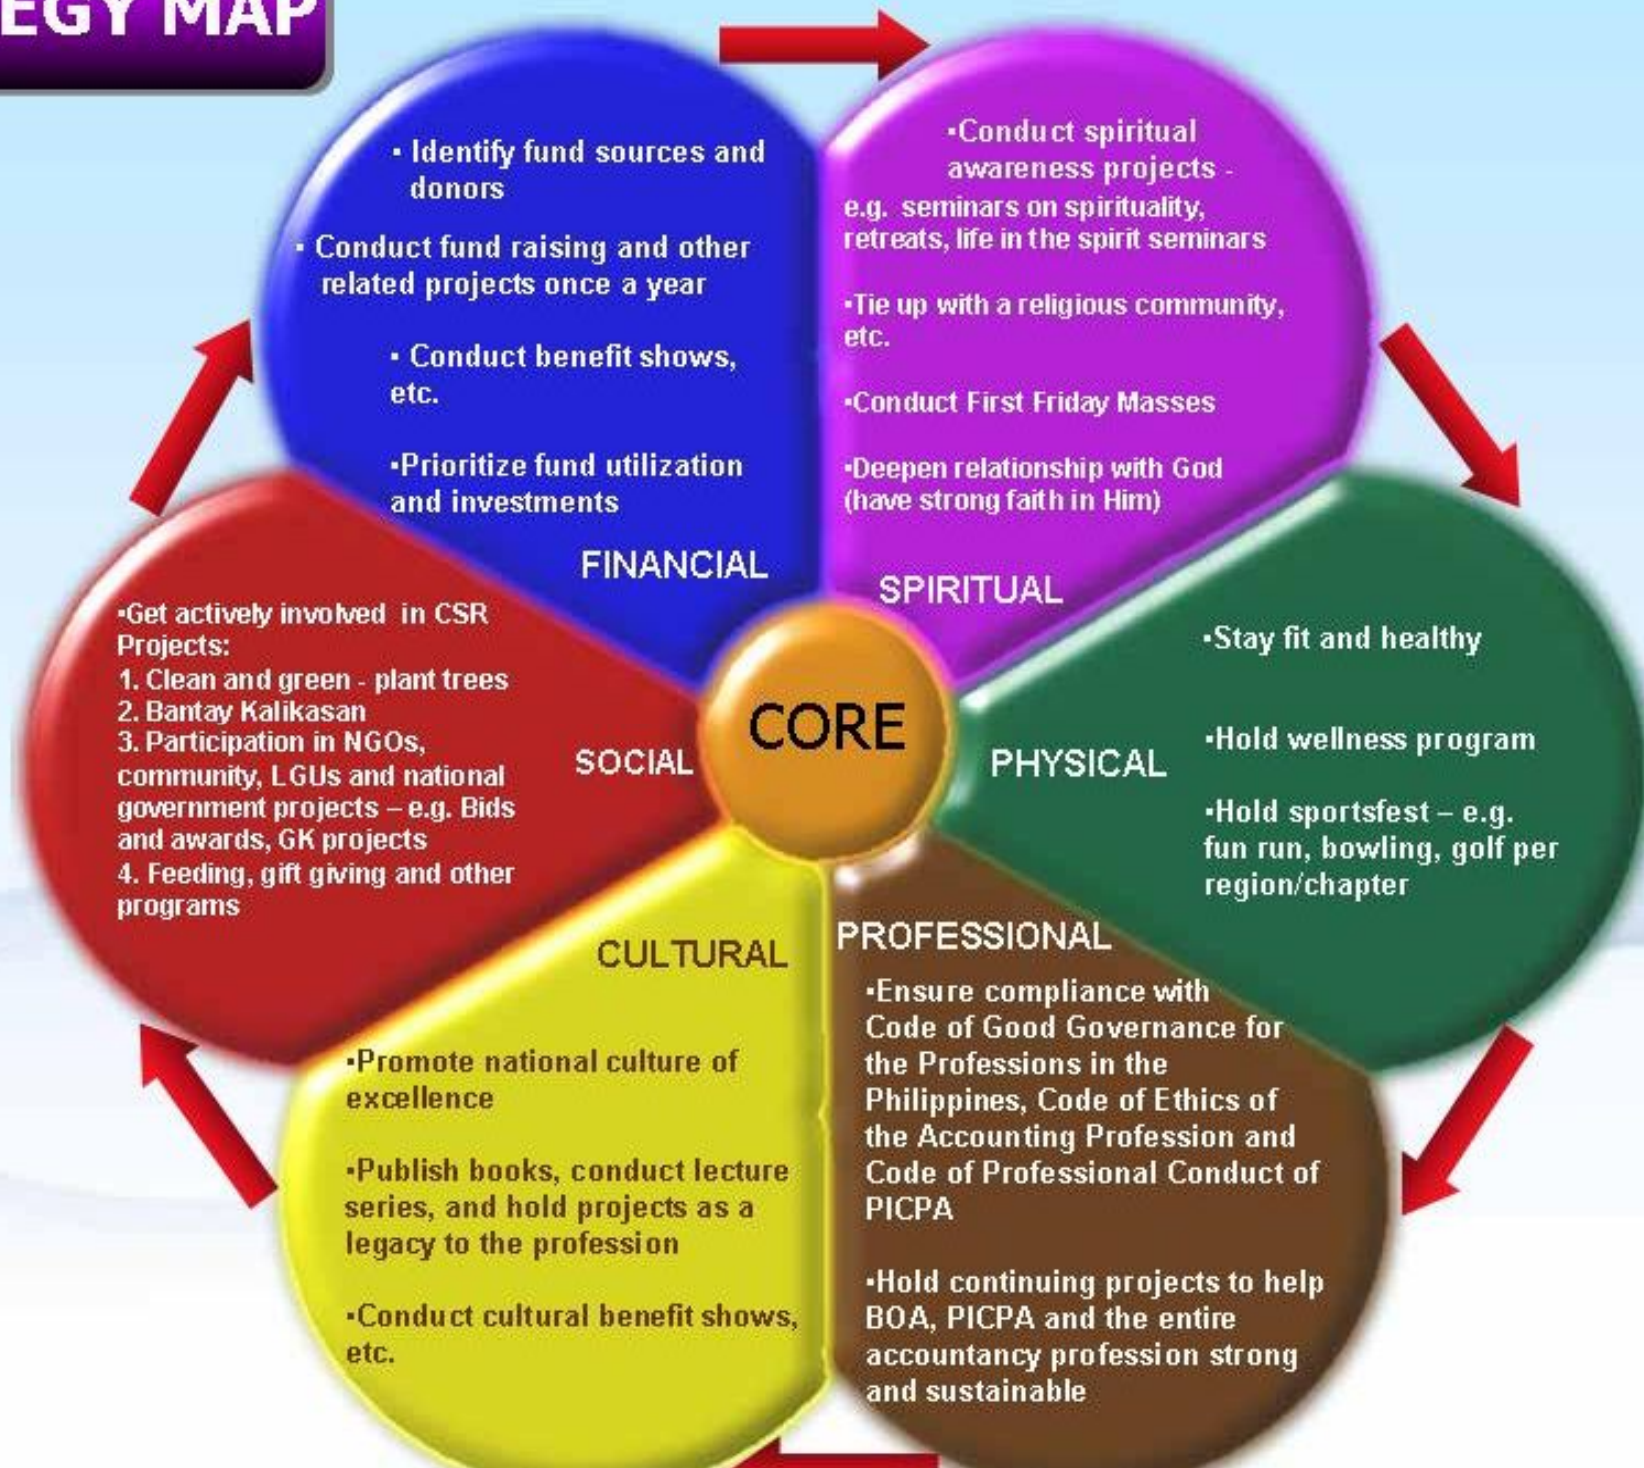 EGY MAP
▪ Identify fund sources and
donors
▪ Conduct fund raising and other
related projects once a year
▪ Conduct benefit shows,
etc.
▪Prioritize fund utilization
and investments
FINANCIAL
▪Conduct spiritual
awareness projects -
e.g. seminars on spirituality,
retreats, life in the spirit seminars
▪Tie up with a religious community,
etc.
▪Conduct First Friday Masses
▪Deepen relationship with God
(have strong faith in Him)
SPIRITUAL
▪Get actively involved in CSR
Projects:
1. Clean and green - plant trees
2. Bantay Kalikasan
3. Participation in NGOs,
community, LGUs and national
government projects – e.g. Bids
and awards, GK projects
4. Feeding, gift giving and other
programs
SOCIAL
CORE
PHYSICAL
▪Stay fit and healthy
▪Hold wellness program
▪Hold sportsfest – e.g.
fun run, bowling, golf per
region/chapter
CULTURAL
▪Promote national culture of
excellence
▪Publish books, conduct lecture
series, and hold projects as a
legacy to the profession
▪Conduct cultural benefit shows,
etc.
PROFESSIONAL
▪Ensure compliance with
Code of Good Governance for
the Professions in the
Philippines, Code of Ethics of
the Accounting Profession and
Code of Professional Conduct of
PICPA
▪Hold continuing projects to help
BOA, PICPA and the entire
accountancy profession strong
and sustainable